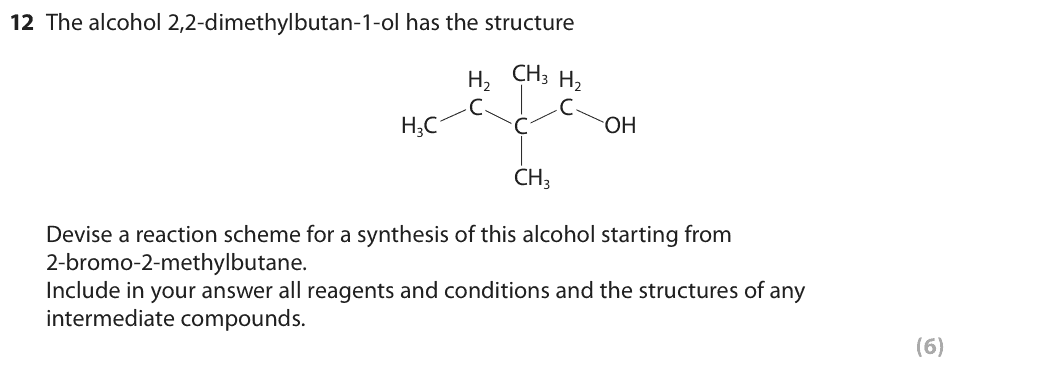 12 The alcohol 2,2-dimethylbutan-1-ol has the structure
H₂ CH₃ H₂
C C
H₃C C OH
CH₃
Devise a reaction scheme for a synthesis of this alcohol starting from
2-bromo-2-methylbutane.
Include in your answer all reagents and conditions and the structures of any
intermediate compounds.
(6)